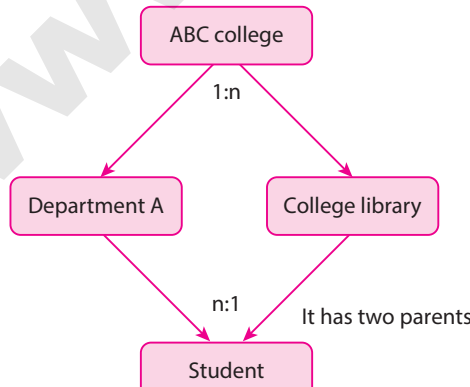 ABC college
1:n
Department A
College library
n:1
It has two parents
Student